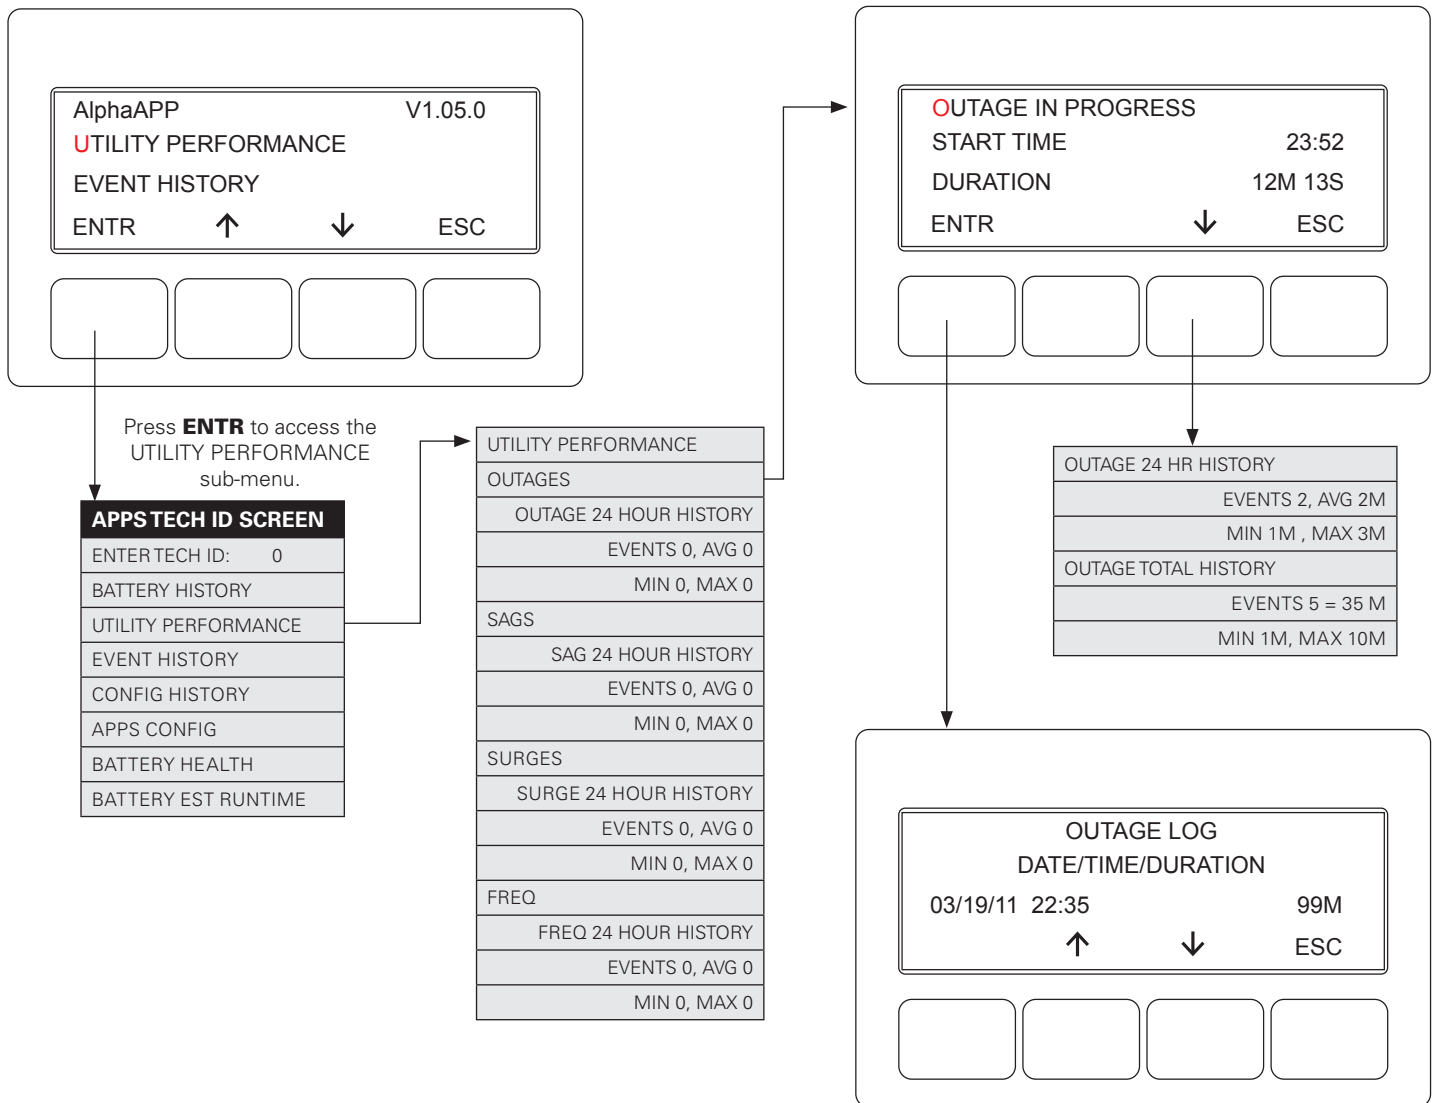 AlphaAPP V1.05.0
UTILITY PERFORMANCE
EVENT HISTORY
ENTR ↑ ↓ ESC
Press ENTR to access the
UTILITY PERFORMANCE
sub-menu.
APPS TECH ID SCREEN
ENTER TECH ID: 0
BATTERY HISTORY
UTILITY PERFORMANCE
EVENT HISTORY
CONFIG HISTORY
APPS CONFIG
BATTERY HEALTH
BATTERY EST RUNTIME
UTILITY PERFORMANCE
OUTAGES
OUTAGE 24 HOUR HISTORY
EVENTS 0, AVG 0
MIN 0, MAX 0
SAGS
SAG 24 HOUR HISTORY
EVENTS 0, AVG 0
MIN 0, MAX 0
SURGES
SURGE 24 HOUR HISTORY
EVENTS 0, AVG 0
MIN 0, MAX 0
FREQ
FREQ 24 HOUR HISTORY
EVENTS 0, AVG 0
MIN 0, MAX 0
OUTAGE IN PROGRESS
START TIME 23:52
DURATION 12M 13S
ENTR ↓ ESC
OUTAGE 24 HR HISTORY
EVENTS 2, AVG 2M
MIN 1M , MAX 3M
OUTAGE TOTAL HISTORY
EVENTS 5 = 35 M
MIN 1M, MAX 10M
OUTAGE LOG
DATE/TIME/DURATION
03/19/11 22:35 99M
↑ ↓ ESC